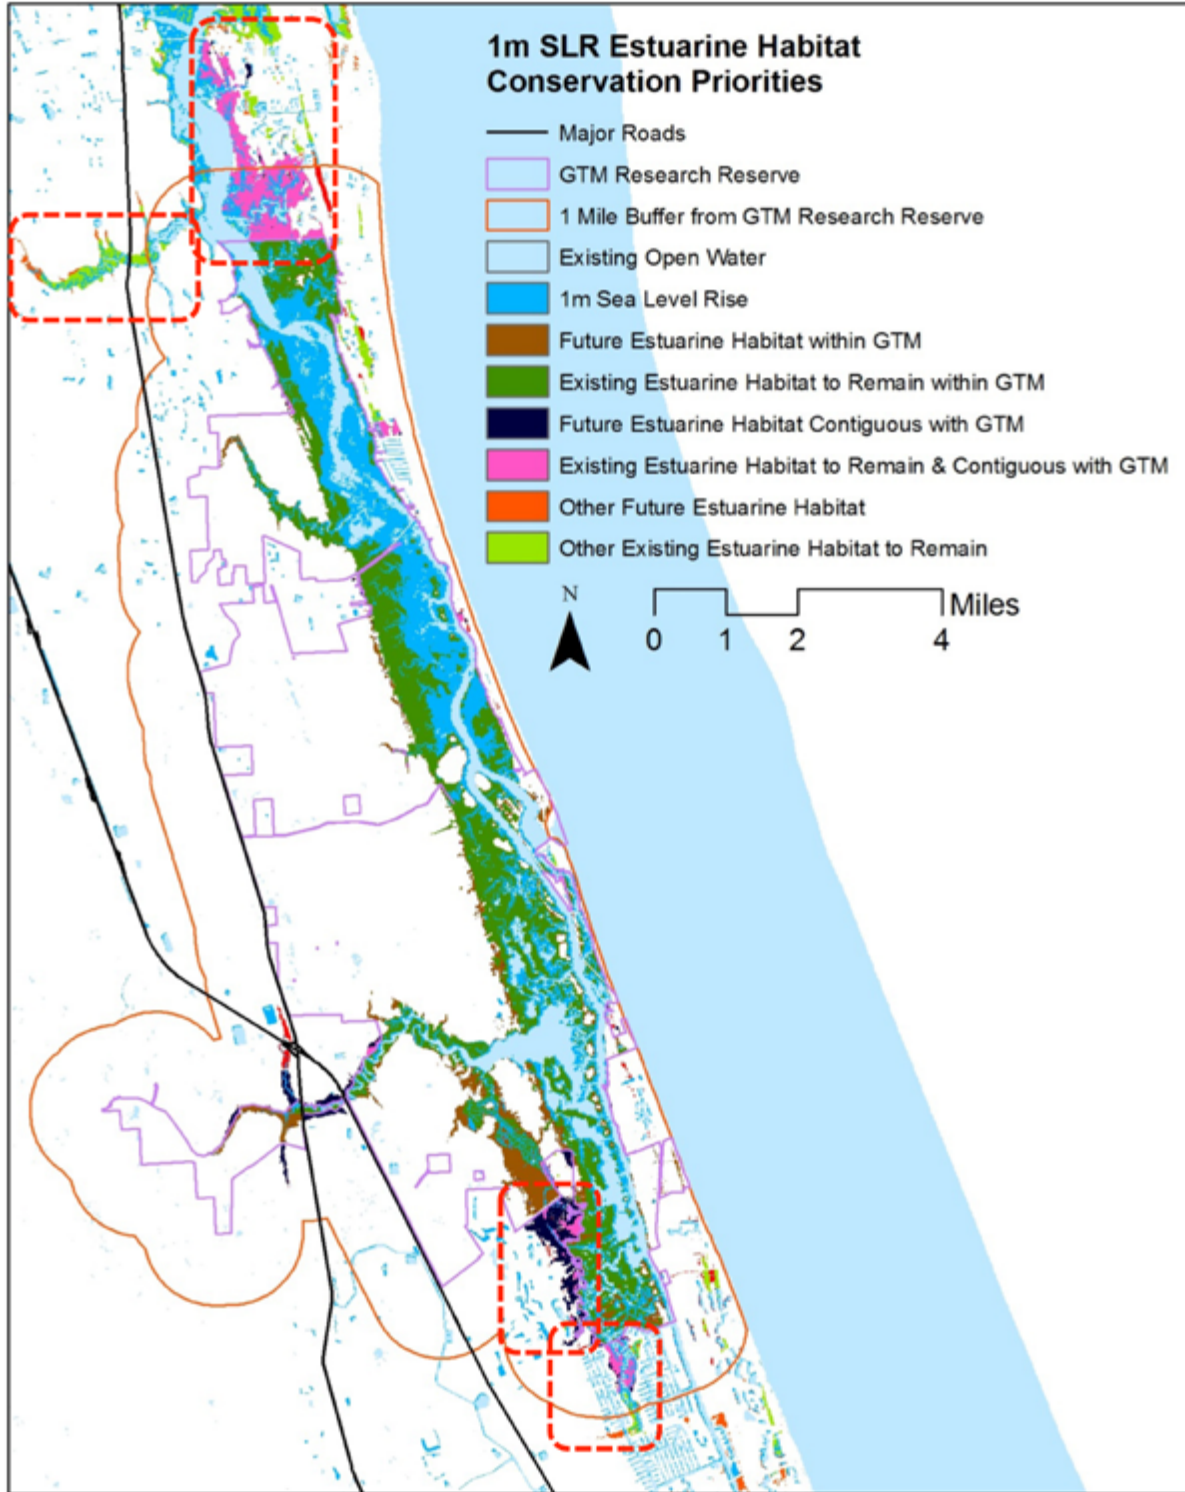 1m SLR Estuarine Habitat
Conservation Priorities
Major Roads
GTM Research Reserve
1 Mile Buffer from GTM Research Reserve
Existing Open Water
1m Sea Level Rise
Future Estuarine Habitat within GTM
Existing Estuarine Habitat to Remain within GTM
Future Estuarine Habitat Contiguous with GTM
Existing Estuarine Habitat to Remain & Contiguous with GTM
Other Future Estuarine Habitat
Other Existing Estuarine Habitat to Remain
N
Miles
0 1 2 4